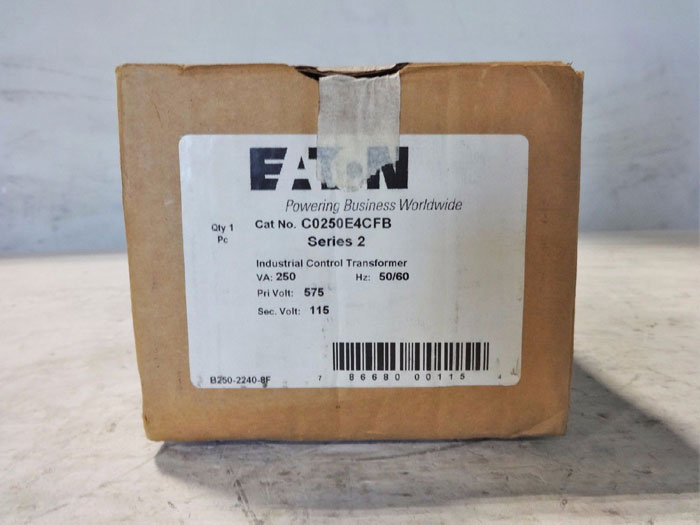 EATON
Powering Business Worldwide
Qty 1 Cat No. C0250E4CFB
Pc Series 2
Industrial Control Transformer
VA: 250 Hz: 50/60
Pri Volt: 575
Sec. Volt: 115
B250-2240-8F 7 86680 00115 4